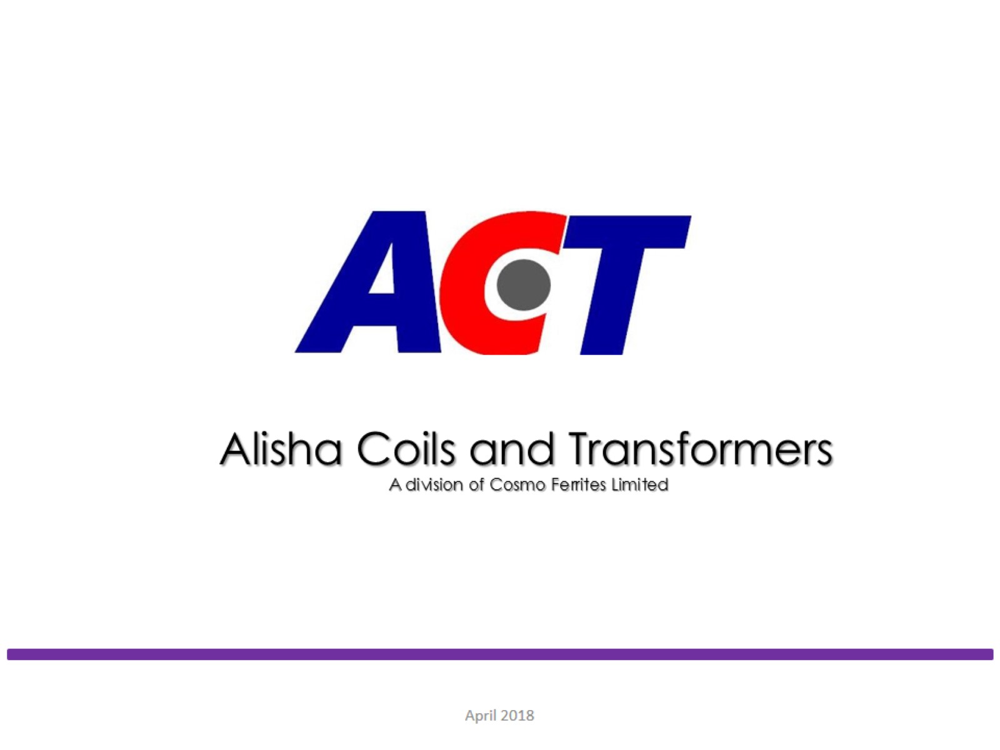 ACT
Alisha Coils and Transformers
A division of Cosmo Ferrites Limited
April 2018